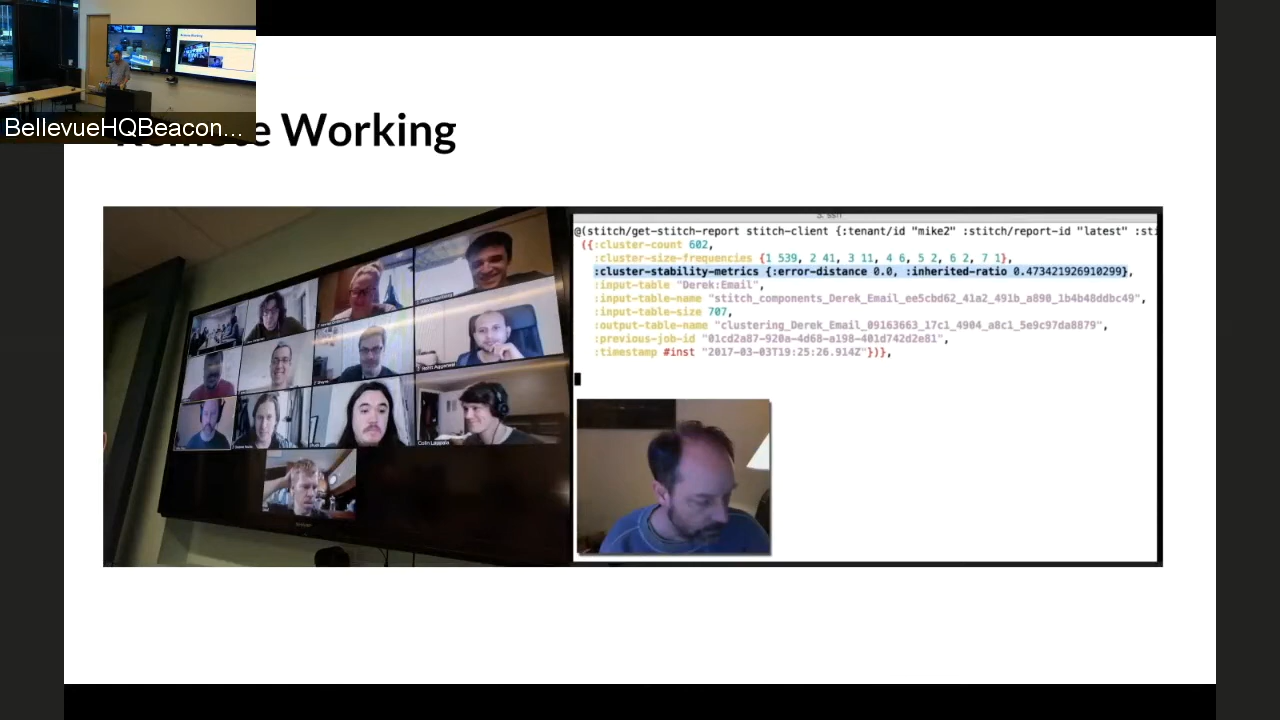 BellevueHQBeacon...
Remote Working
3. ssh
@(stitch/get-stitch-report stitch-client {:tenant/id "mike2" :stitch/report-id "latest" :sti
({:cluster-count 602,
:cluster-size-frequencies {1 539, 2 41, 3 11, 4 6, 5 2, 6 2, 7 1},
:cluster-stability-metrics {:error-distance 0.0, :inherited-ratio 0.473421926910299},
:input-table "Derek:Email",
:input-table-name "stitch_components_Derek_Email_ee5cbd62_41a2_491b_a890_1b4b48ddbc49",
:input-table-size 707,
:output-table-name "clustering_Derek_Email_09163663_17c1_4904_a8c1_5e9c97da8879",
:previous-job-id "01cd2a87-920a-4d68-a198-401d742d2e81",
:timestamp #inst "2017-03-03T19:25:26.914Z"})},